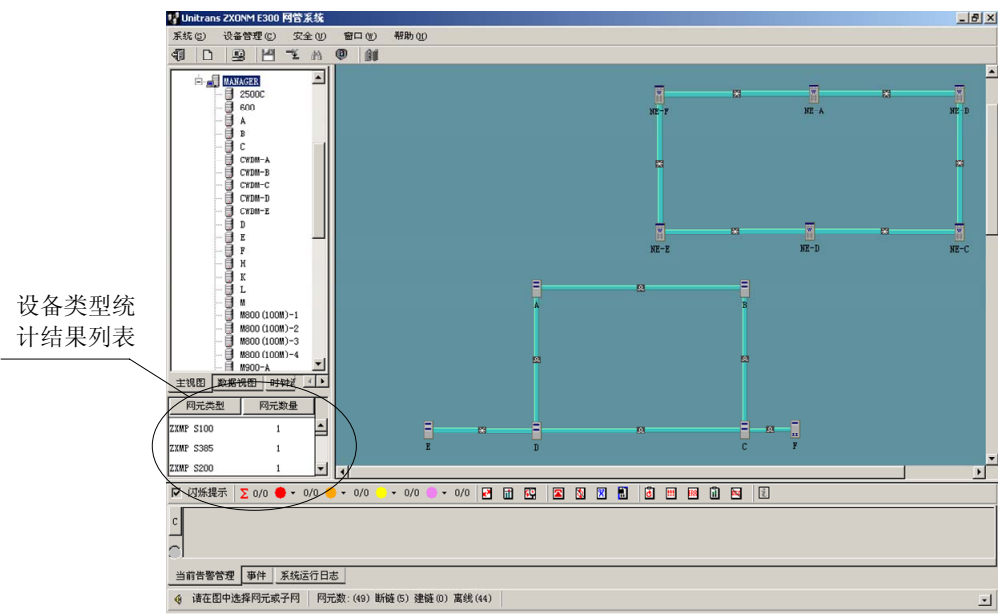 Unitrans ZXONM E300 网管系统
系统(S) 设备管理(C) 安全(U) 窗口(W) 帮助(O)
MANAGER
2500C
600
A
B
C
CWDM-A
CWDM-B
CWDM-C
CWDM-D
CWDM-E
D
E
F
H
K
L
M
M800(100M)-1
M800(100M)-2
M800(100M)-3
M800(100M)-4
M900-A
主视图 数据视图
网元类型 网元数量
ZXMP S100 1
ZXMP S385 1
ZXMP S200 1
设备类型统
计结果列表
NE-F NE-A NE-B
NE-E NE-D NE-C
A B
E D C F
闪烁提示 Σ 0/0 0/0 0/0 0/0 0/0
C
当前告警管理 事件 系统运行日志
请在图中选择网元或子网 网元数:(49) 断链(5) 建链(0) 离线(44)